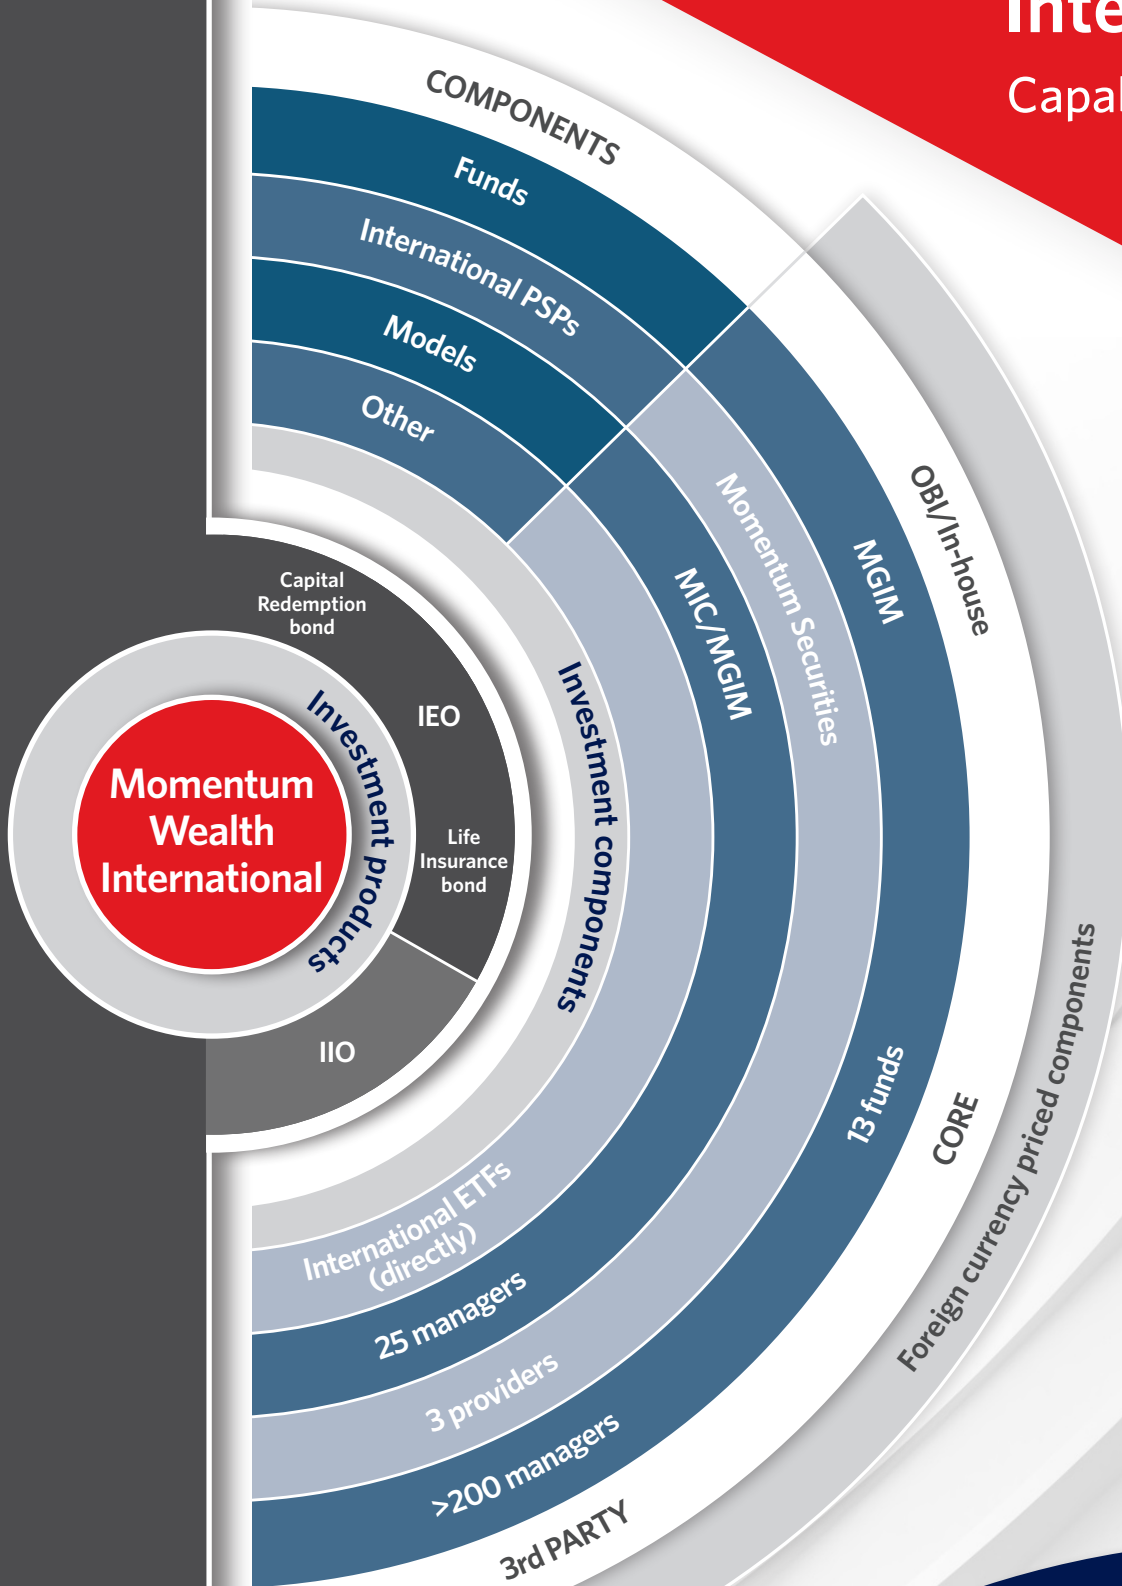 COMPONENTS
Funds
International PSPs
Models
Other
OBI/In-house
MGIM
Momentum Securities
MIC/MGIM
Investment components
Capital
Redemption
bond
IEO
Life
Insurance
bond
IIO
Investment products
Momentum
Wealth
International
13 funds
CORE
Foreign currency priced components
International ETFs
(directly)
25 managers
3 providers
>200 managers
3rd PARTY